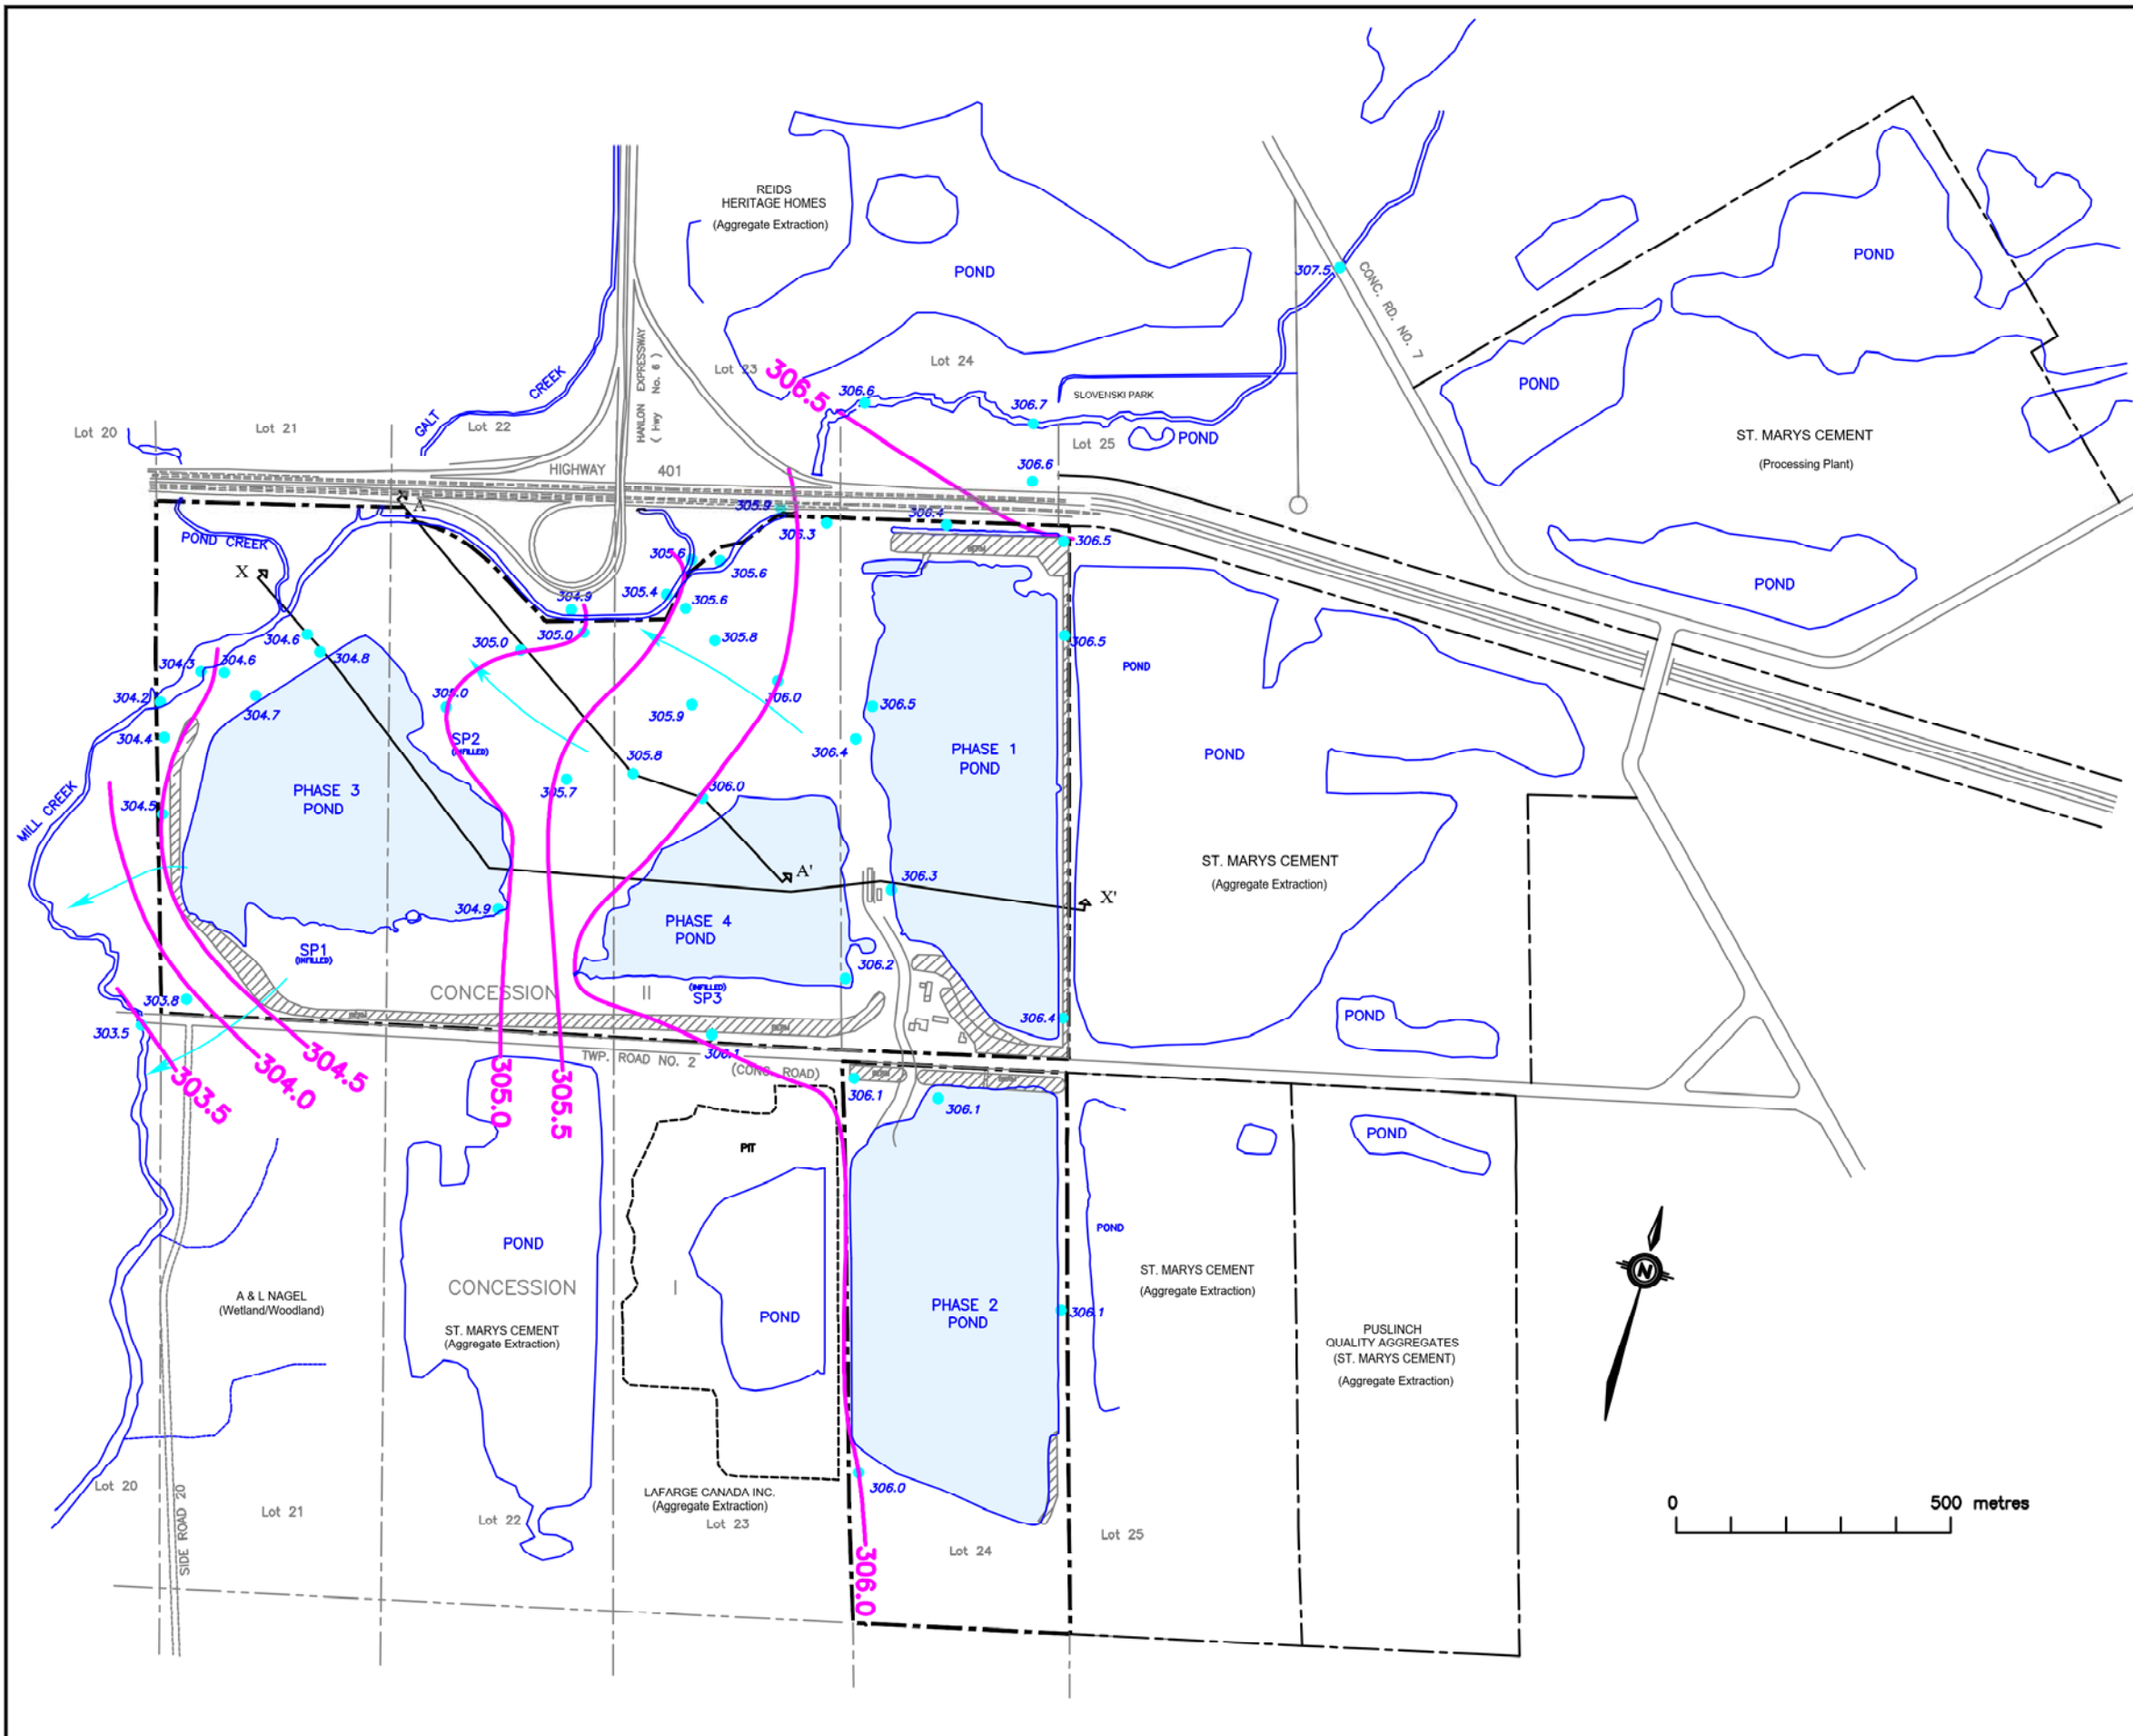 REIDS
HERITAGE HOMES
(Aggregate Extraction)
POND
POND
307.5
CONC. RD. NO. 7
HANLON EXPRESSWAY
( Hwy No. 6 )
Lot 23
Lot 24
306.5
306.6
306.7
SLOVENSKI PARK
POND
GALT CREEK
Lot 20
Lot 21
Lot 22
Lot 25
POND
ST. MARYS CEMENT
(Processing Plant)
HIGHWAY 401
306.6
A
305.9
306.3
306.4
306.5
POND CREEK
X
305.6
305.6
305.4
305.6
304.9
305.0
305.0
305.8
304.6
304.8
306.5
POND
POND
304.3
304.6
304.2
304.7
305.0
306.0
305.9
306.5
304.4
SP2
(INFILLED)
306.4
PHASE 1
POND
POND
305.8
305.7
306.0
MILL CREEK
PHASE 3
POND
304.5
A'
306.3
X'
ST. MARYS CEMENT
(Aggregate Extraction)
304.9
PHASE 4
POND
SP1
(INFILLED)
306.2
CONCESSION II
(INFILLED)
SP3
303.8
303.5
BERM
BERM
306.4
POND
306.1
TWP. ROAD NO. 2
(CONC. ROAD)
303.5
304.0
304.5
305.0
305.5
306.1
306.1
PIT
POND
POND
POND
CONCESSION I
A & L NAGEL
(Wetland/Woodland)
ST. MARYS CEMENT
(Aggregate Extraction)
POND
PHASE 2
POND
306.1
ST. MARYS CEMENT
(Aggregate Extraction)
PUSLINCH
QUALITY AGGREGATES
(ST. MARYS CEMENT)
(Aggregate Extraction)
N
Lot 20
SIDE ROAD 20
Lot 21
Lot 22
LAFARGE CANADA INC.
(Aggregate Extraction)
Lot 23
306.0
306.0
Lot 24
Lot 25
0 500 metres